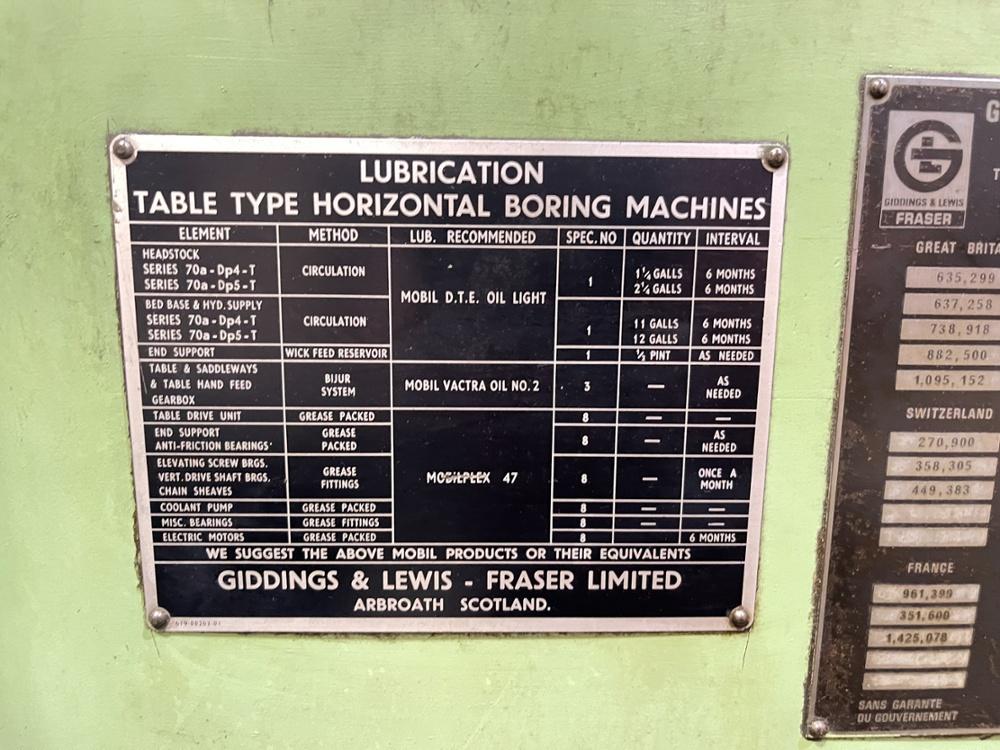 LUBRICATION
TABLE TYPE HORIZONTAL BORING MACHINES
ELEMENT METHOD LUB. RECOMMENDED SPEC. NO QUANTITY INTERVAL
HEADSTOCK
SERIES 70a - Dp4 - T
SERIES 70a - Dp5 - T
CIRCULATION
MOBIL D.T.E. OIL LIGHT
1
1¼ GALLS 6 MONTHS
2¼ GALLS 6 MONTHS
BED BASE & HYD. SUPPLY
SERIES 70a - Dp4 - T
SERIES 70a - Dp5 - T
CIRCULATION
1
11 GALLS 6 MONTHS
12 GALLS 6 MONTHS
END SUPPORT WICK FEED RESERVOIR 1 ½ PINT AS NEEDED
TABLE & SADDLEWAYS
& TABLE HAND FEED
GEARBOX
BIJUR
SYSTEM
MOBIL VACTRA OIL NO. 2
3
—
AS
NEEDED
TABLE DRIVE UNIT GREASE PACKED 8 — —
END SUPPORT
ANTI-FRICTION BEARINGS
GREASE
PACKED
8
—
AS
NEEDED
ELEVATING SCREW BRGS.
VERT. DRIVE SHAFT BRGS.
CHAIN SHEAVES
GREASE
FITTINGS
MOBILPLEX 47
8
—
ONCE A
MONTH
COOLANT PUMP GREASE PACKED 8 — —
MISC. BEARINGS GREASE FITTINGS 8 — —
ELECTRIC MOTORS GREASE PACKED 8 6 MONTHS
WE SUGGEST THE ABOVE MOBIL PRODUCTS OR THEIR EQUIVALENTS
GIDDINGS & LEWIS - FRASER LIMITED
ARBROATH SCOTLAND.
G
GIDDINGS & LEWIS
FRASER
GREAT BRITA
635,299
637,258
738,918
882,500
1,095,152
SWITZERLAND
270,900
358,305
449,383
FRANCE
961,399
351,600
1,425,078
SANS GARANTE
DU GOUVERNEMENT